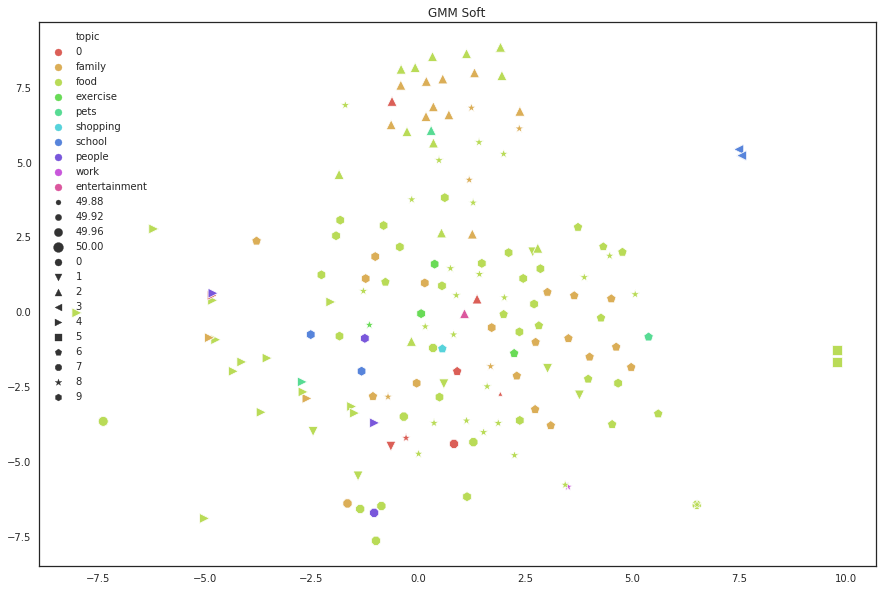 GMM Soft
topic
0
family
food
exercise
pets
shopping
school
people
work
entertainment
49.88
49.92
49.96
50.00
0
1
2
3
4
5
6
7
8
9
7.5
5.0
2.5
0.0
−2.5
−5.0
−7.5
−7.5
−5.0
−2.5
0.0
2.5
5.0
7.5
10.0